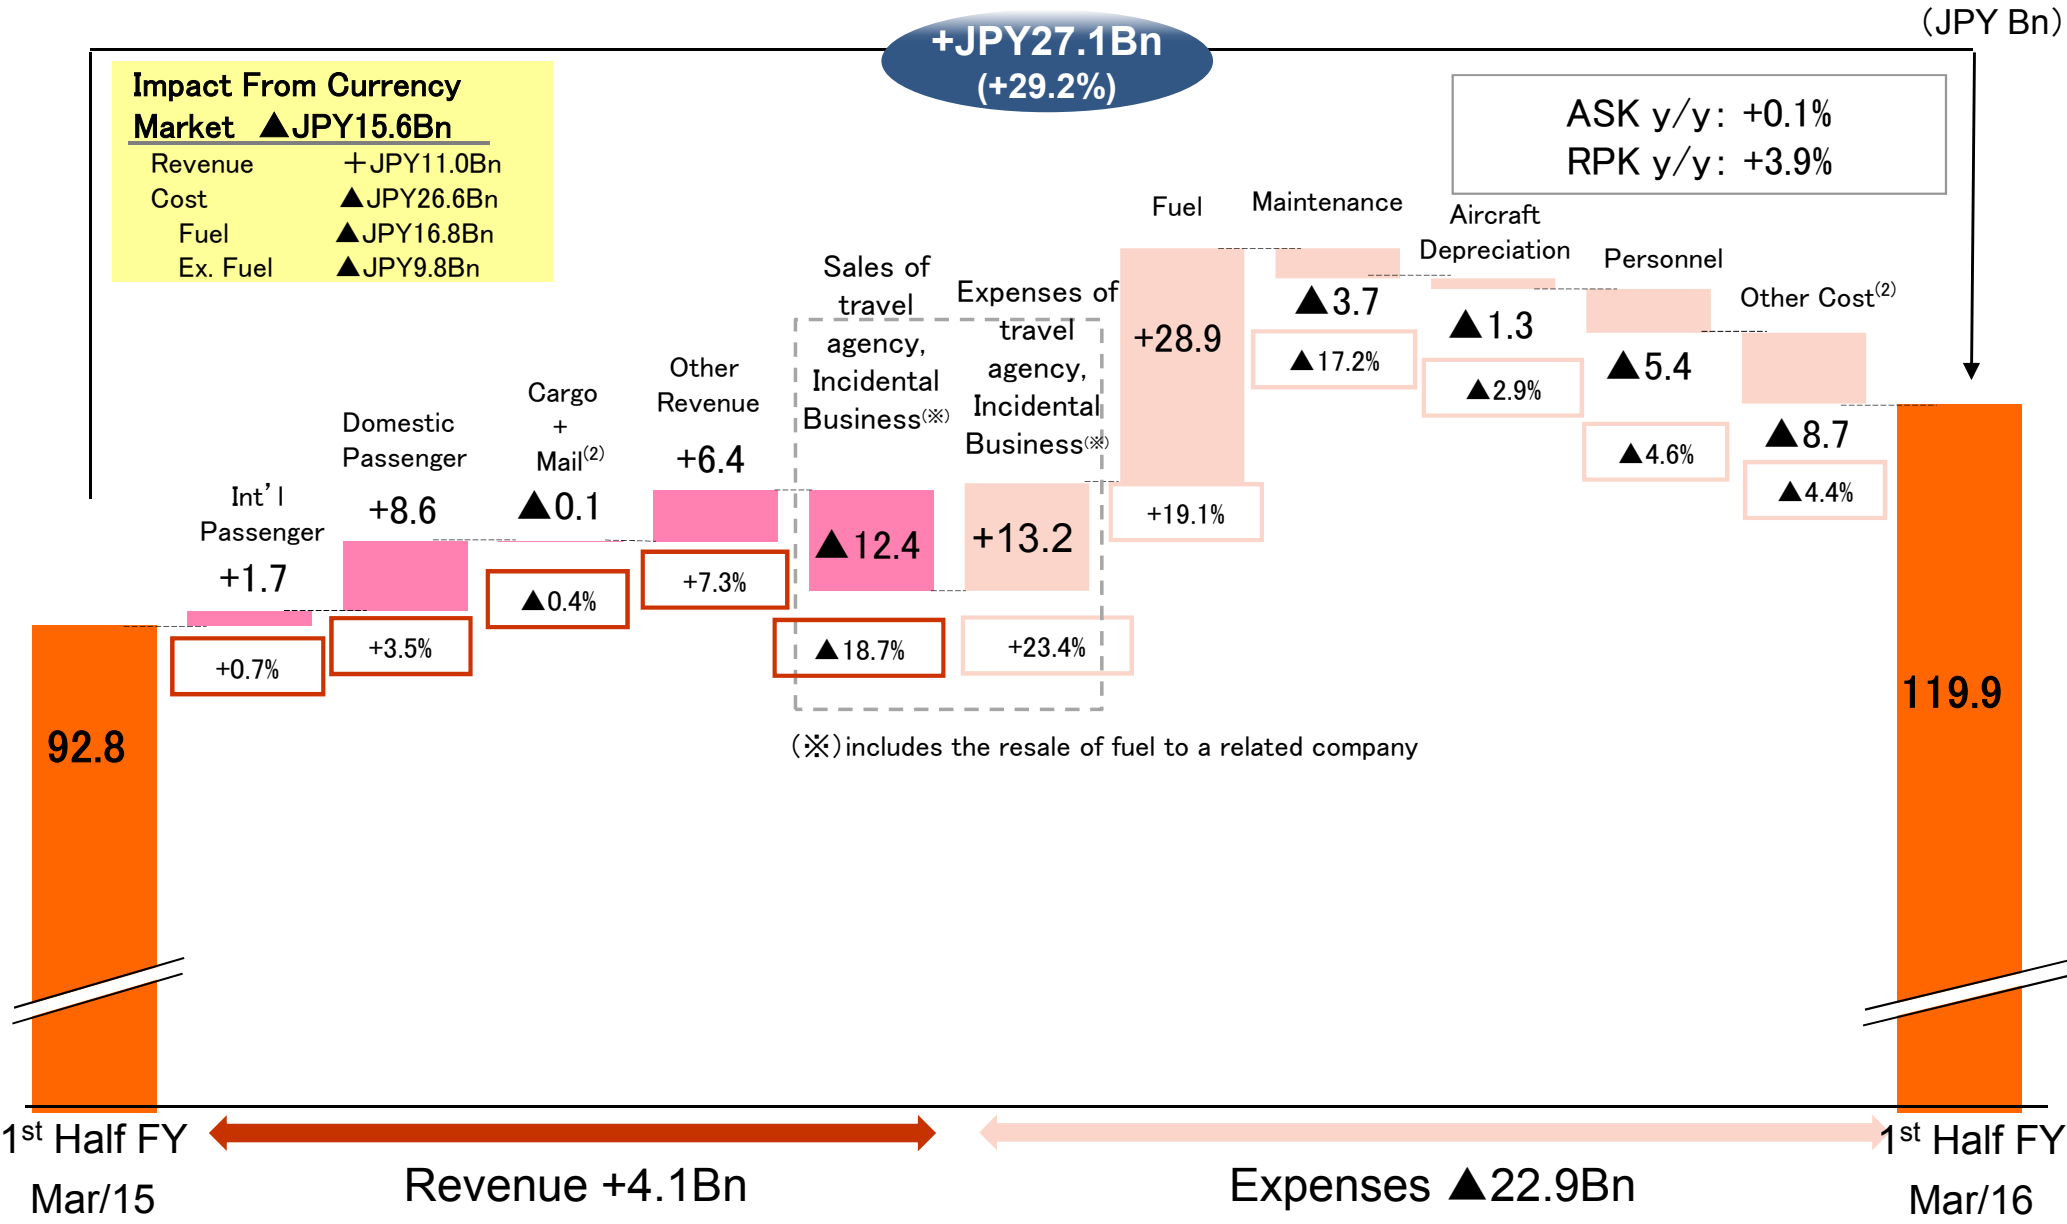 (JPY Bn)
+JPY27.1Bn
(+29.2%)
Impact From Currency
Market ▲JPY15.6Bn
Revenue +JPY11.0Bn
Cost ▲JPY26.6Bn
Fuel ▲JPY16.8Bn
Ex. Fuel ▲JPY9.8Bn
ASK y/y: +0.1%
RPK y/y: +3.9%
92.8
Int'l
Passenger
+1.7
+0.7%
Domestic
Passenger
+8.6
+3.5%
Cargo
+
Mail(2)
▲0.1
▲0.4%
Other
Revenue
+6.4
+7.3%
Sales of
travel
agency,
Incidental
Business(※)
▲12.4
▲18.7%
Expenses of
travel
agency,
Incidental
Business(※)
+13.2
+23.4%
Fuel
+28.9
+19.1%
Maintenance
▲3.7
▲17.2%
Aircraft
Depreciation
▲1.3
▲2.9%
Personnel
▲5.4
▲4.6%
Other Cost(2)
▲8.7
▲4.4%
119.9
(※)includes the resale of fuel to a related company
1st Half FY
Mar/15
Revenue +4.1Bn
Expenses ▲22.9Bn
1st Half FY
Mar/16